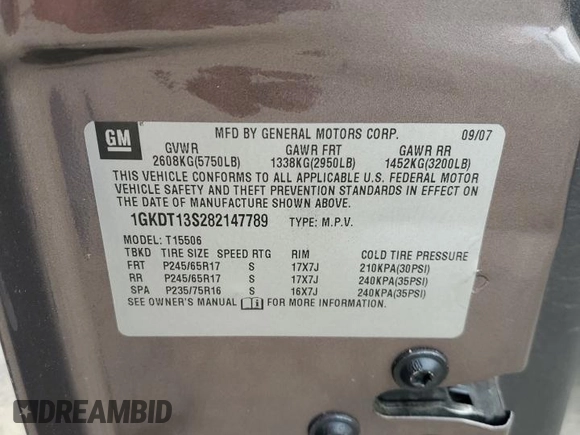 GM
MFD BY GENERAL MOTORS CORP. 09/07
GVWR GAWR FRT GAWR RR
2608KG(5750LB) 1338KG(2950LB) 1452KG(3200LB)
THIS VEHICLE CONFORMS TO ALL APPLICABLE U.S. FEDERAL MOTOR
VEHICLE SAFETY AND THEFT PREVENTION STANDARDS IN EFFECT ON
THE DATE OF MANUFACTURE SHOWN ABOVE.
1GKDT13S282147789 TYPE: M.P.V.
MODEL: T15506
TBKD TIRE SIZE SPEED RTG RIM COLD TIRE PRESSURE
FRT P245/65R17 S 17X7J 210KPA(30PSI)
RR P245/65R17 S 17X7J 240KPA(35PSI)
SPA P235/75R16 S 16X7J 240KPA(35PSI)
SEE OWNER'S MANUAL FOR MORE INFORMATION.
DREAMBID